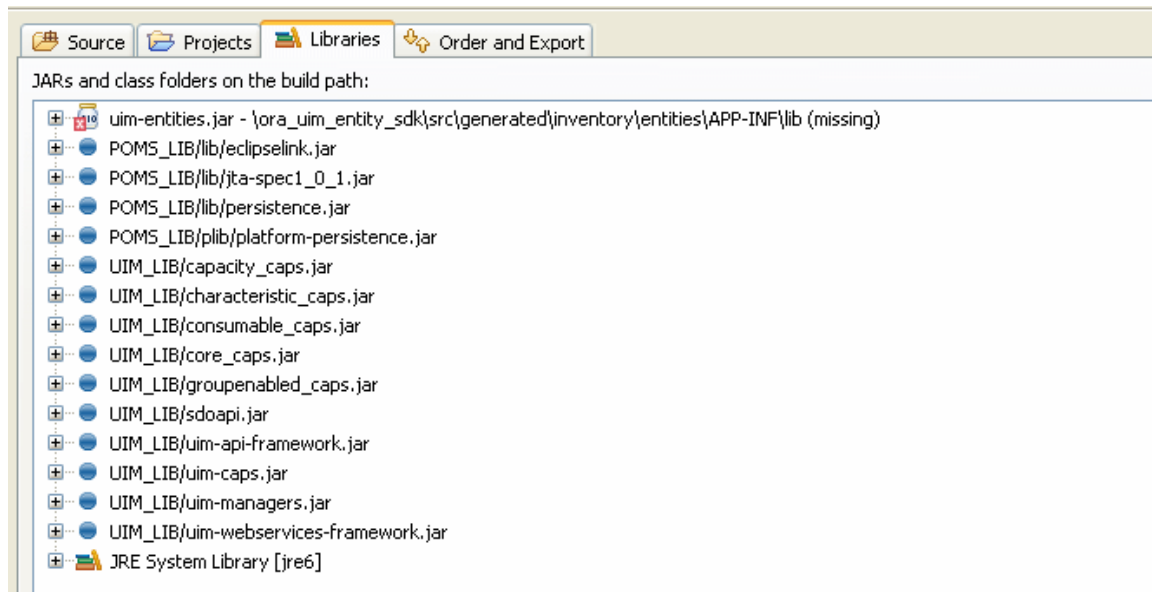 Source Projects Libraries Order and Export
JARs and class folders on the build path:
uim-entities.jar - \ora_uim_entity_sdk\src\generated\inventory\entities\APP-INF\lib (missing)
POMS_LIB/lib/eclipselink.jar
POMS_LIB/lib/jta-spec1_0_1.jar
POMS_LIB/lib/persistence.jar
POMS_LIB/plib/platform-persistence.jar
UIM_LIB/capacity_caps.jar
UIM_LIB/characteristic_caps.jar
UIM_LIB/consumable_caps.jar
UIM_LIB/core_caps.jar
UIM_LIB/groupenabled_caps.jar
UIM_LIB/sdoapi.jar
UIM_LIB/uim-api-framework.jar
UIM_LIB/uim-caps.jar
UIM_LIB/uim-managers.jar
UIM_LIB/uim-webservices-framework.jar
JRE System Library [jre6]